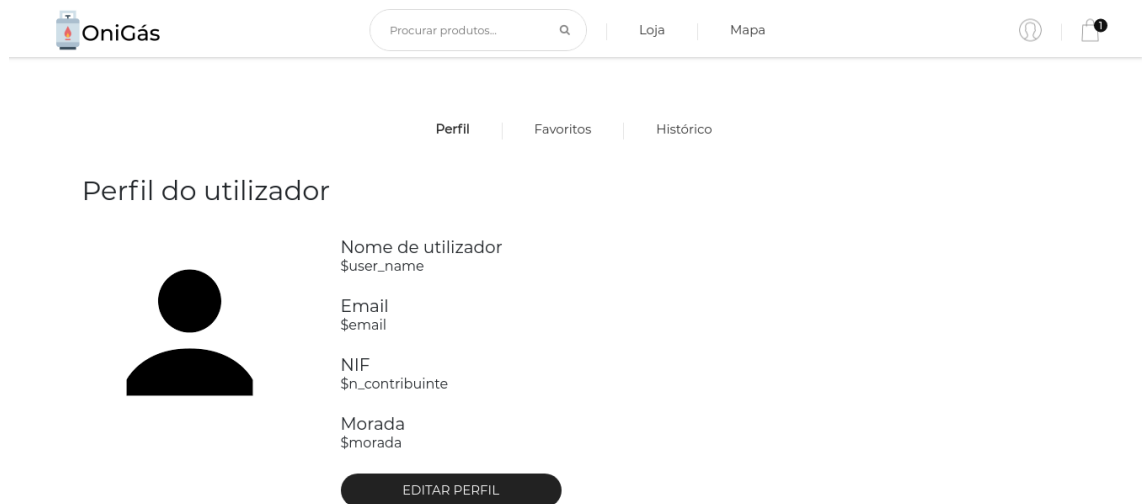 OniGás
Procurar produtos...
Loja
Mapa
1
Perfil
Favoritos
Histórico
Perfil do utilizador
Nome de utilizador
$user_name
Email
$email
NIF
$n_contribuinte
Morada
$morada
EDITAR PERFIL